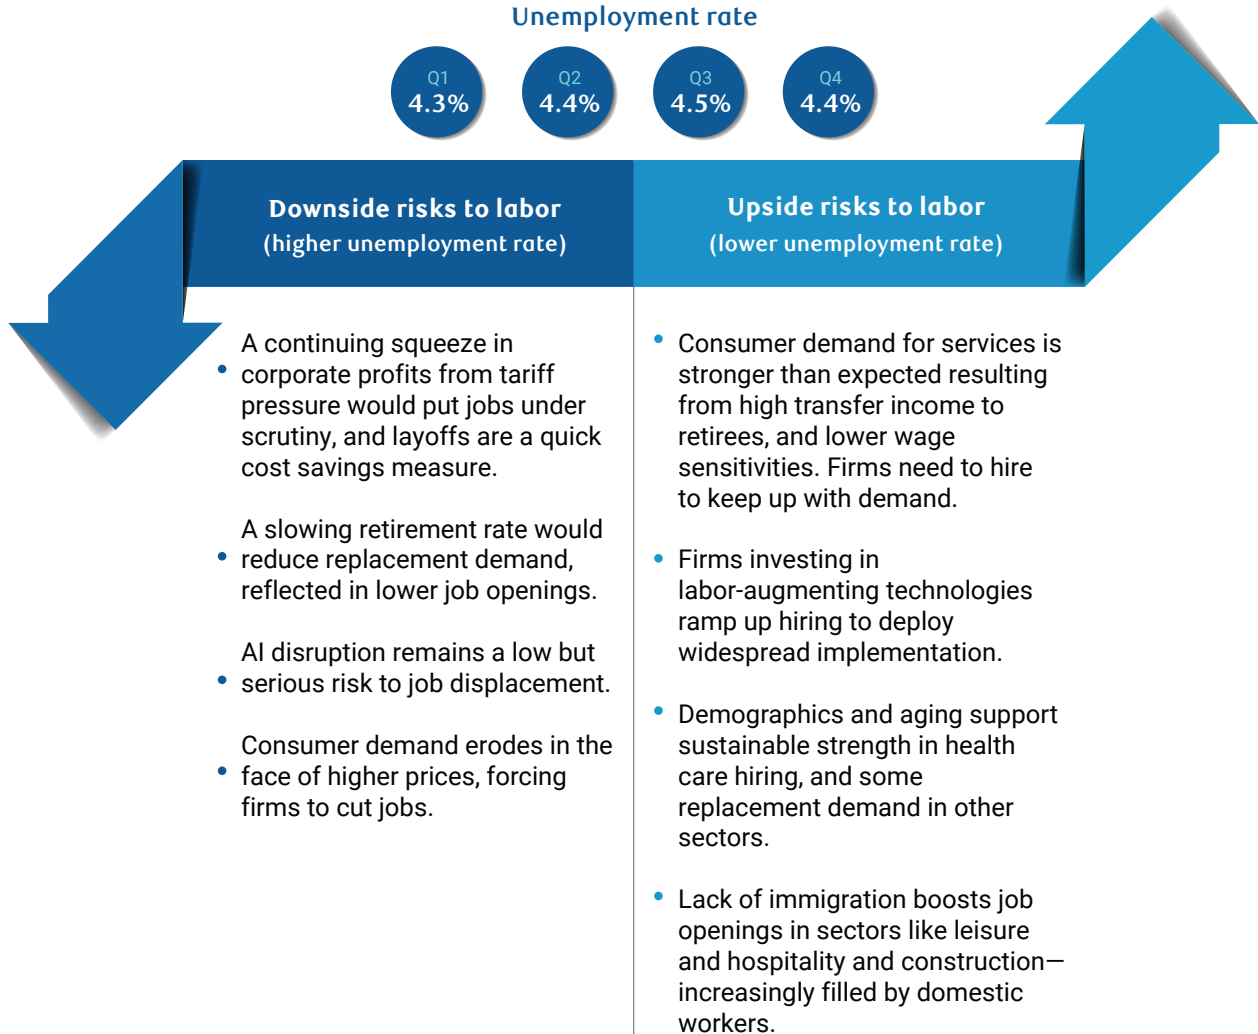 Unemployment rate
Q1
4.3%
Q2
4.4%
Q3
4.5%
Q4
4.4%
Downside risks to labor
(higher unemployment rate)
• A continuing squeeze in
corporate profits from tariff
pressure would put jobs under
scrutiny, and layoffs are a quick
cost savings measure.
• A slowing retirement rate would
reduce replacement demand,
reflected in lower job openings.
• AI disruption remains a low but
serious risk to job displacement.
• Consumer demand erodes in the
face of higher prices, forcing
firms to cut jobs.
Upside risks to labor
(lower unemployment rate)
• Consumer demand for services is
stronger than expected resulting
from high transfer income to
retirees, and lower wage
sensitivities. Firms need to hire
to keep up with demand.
• Firms investing in
labor-augmenting technologies
ramp up hiring to deploy
widespread implementation.
• Demographics and aging support
sustainable strength in health
care hiring, and some
replacement demand in other
sectors.
• Lack of immigration boosts job
openings in sectors like leisure
and hospitality and construction—
increasingly filled by domestic
workers.